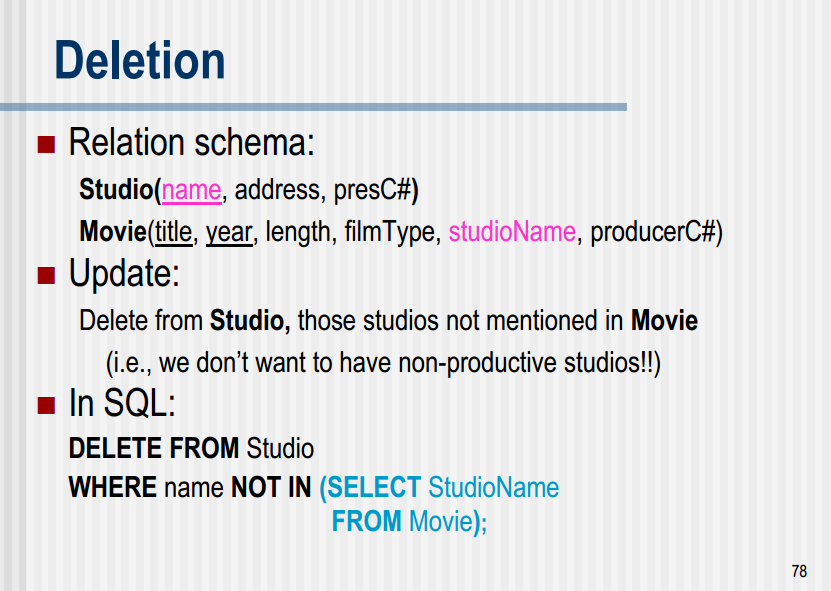 Deletion
Relation schema:
Studio(name, address, presC#)
Movie(title, year, length, filmType, studioName, producerC#)
Update:
Delete from Studio, those studios not mentioned in Movie
(i.e., we don’t want to have non-productive studios!!)
In SQL:
DELETE FROM Studio
WHERE name NOT IN (SELECT StudioName
FROM Movie);
78